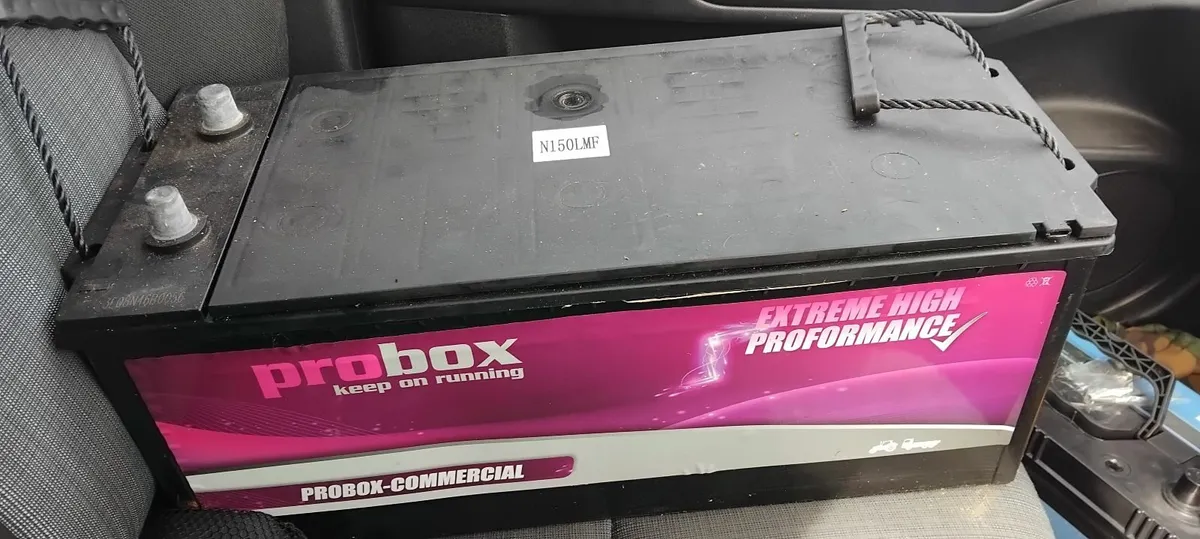 N150LMF
probox
keep on running
EXTREME HIGH
PROFORMANCE
PROBOX-COMMERCIAL